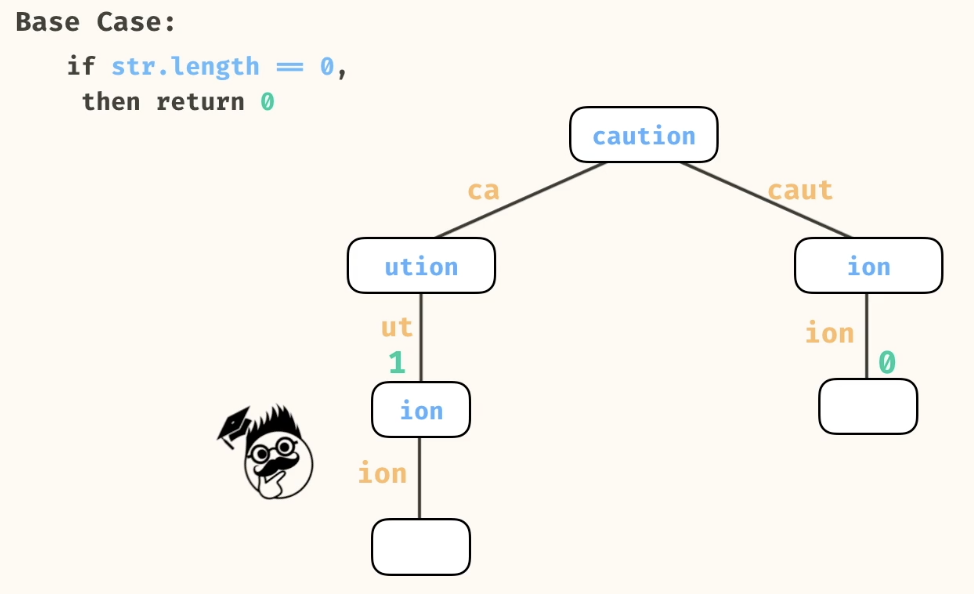 Base Case:
if str.length == 0,
then return 0
caution
ca
caut
ution
ion
ut
1
ion
0
ion
ion